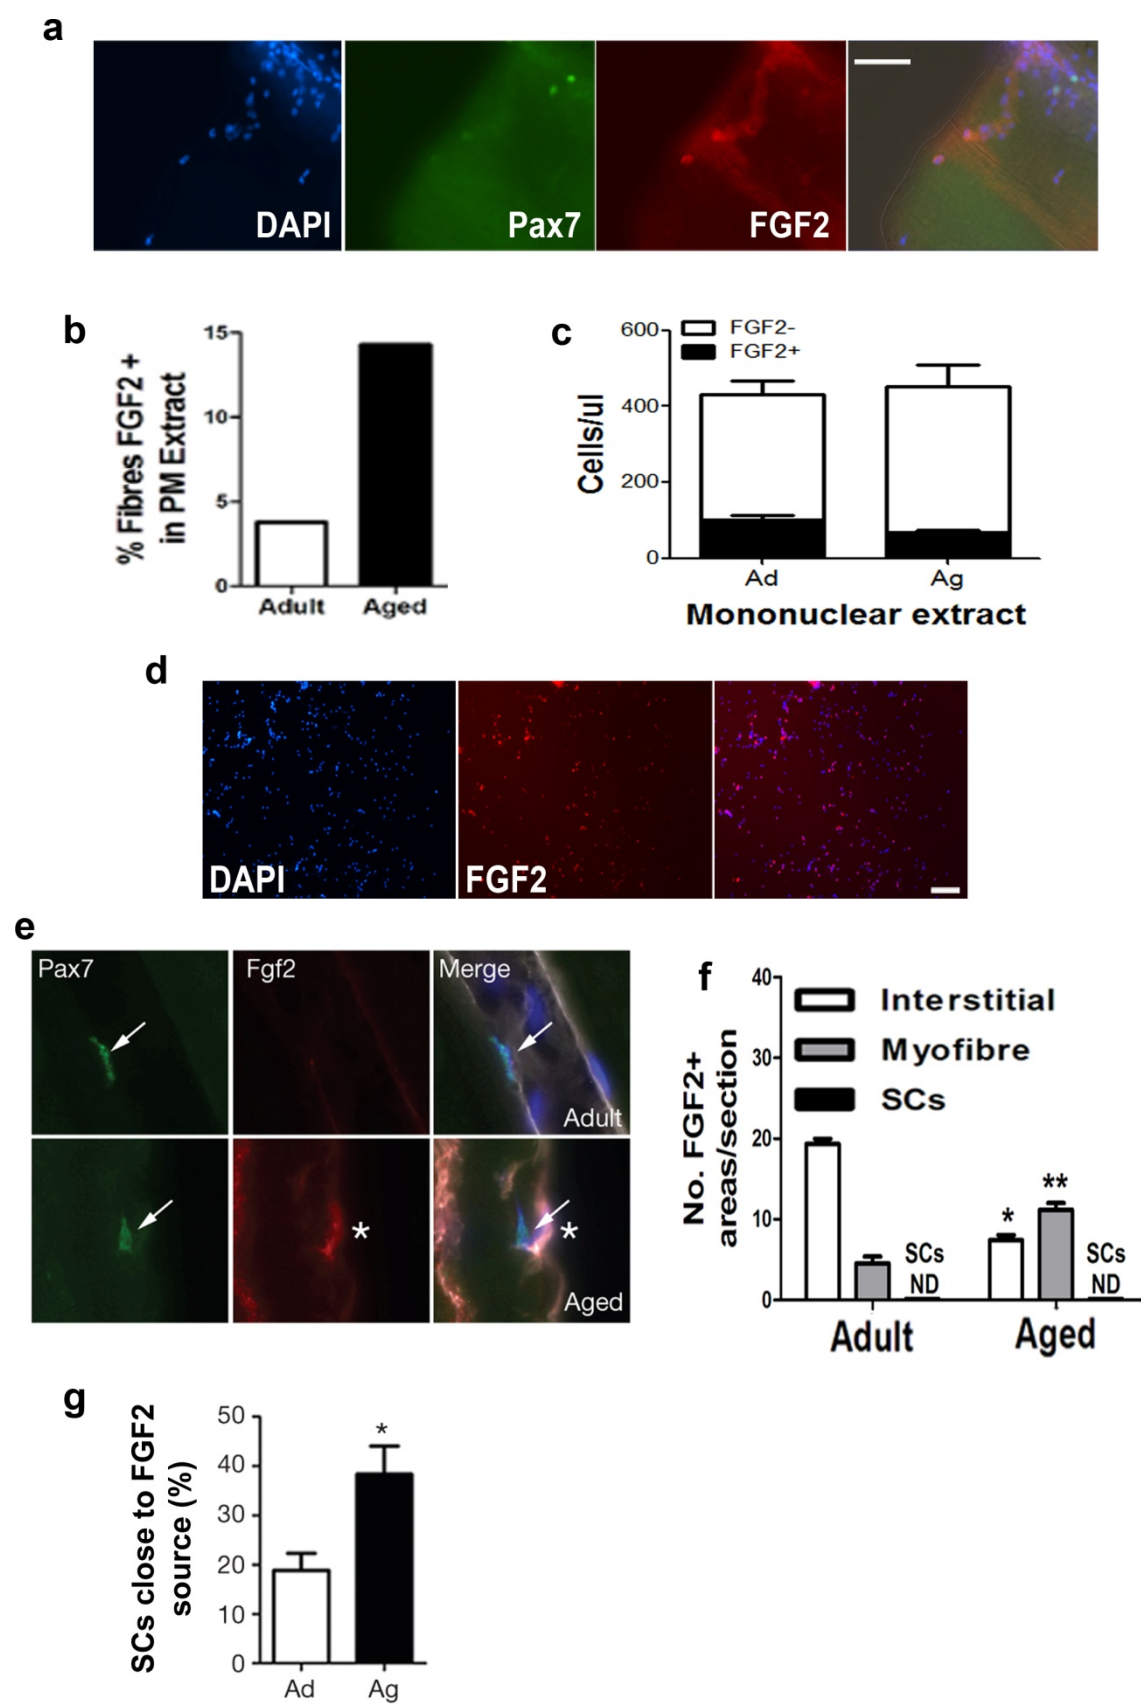 a
DAPI
Pax7
FGF2
b
% Fibres FGF2 +
in PM Extract
15
10
5
0
Adult
Aged
c
Cells/ul
600
400
200
0
FGF2-
FGF2+
Ad
Ag
Mononuclear extract
d
DAPI
FGF2
e
Pax7
Fgf2
Merge
Adult
*
*
Aged
f
No. FGF2+
areas/section
40
30
20
10
0
Interstitial
Myofibre
SCs
SCs
ND
*
**
SCs
ND
Adult
Aged
g
SCs close to FGF2
source (%)
50
40
30
20
10
0
*
Ad
Ag